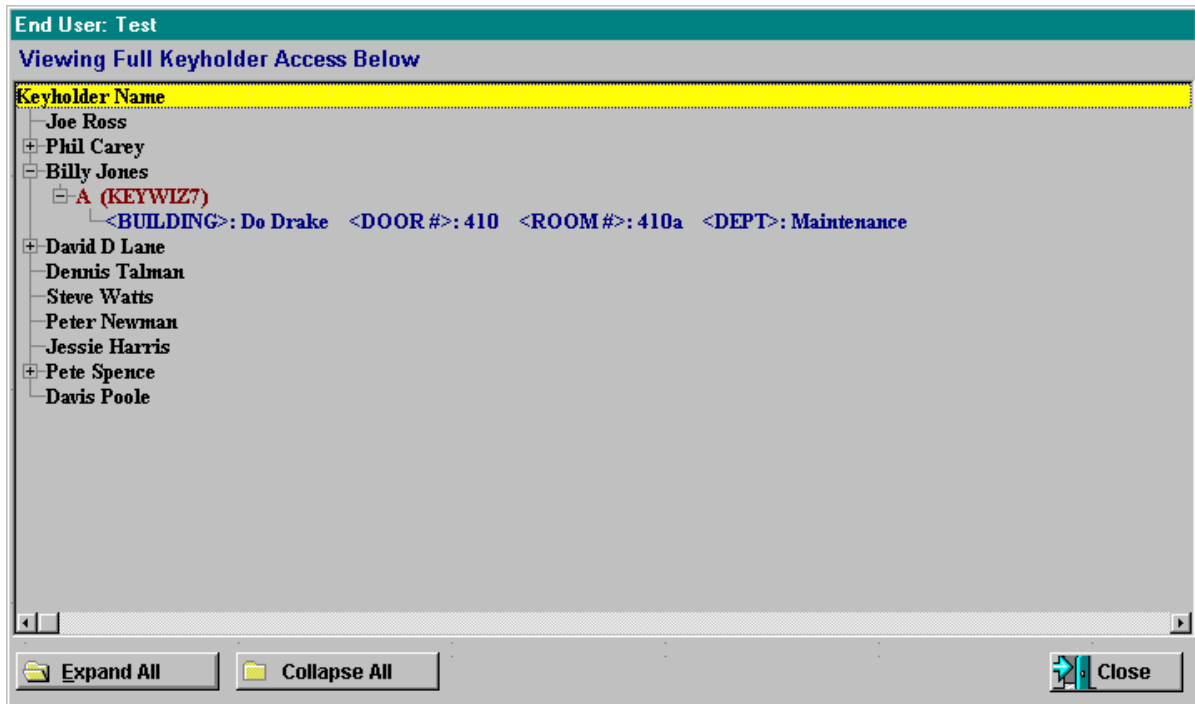 End User: Test
Viewing Full Keyholder Access Below
Keyholder Name
Joe Ross
Phil Carey
Billy Jones
A (KEYWIZ7)
<BUILDING>: Do Drake <DOOR #>: 410 <ROOM #>: 410a <DEPT>: Maintenance
David D Lane
Dennis Talman
Steve Watts
Peter Newman
Jessie Harris
Pete Spence
Davis Poole
Expand All Collapse All Close